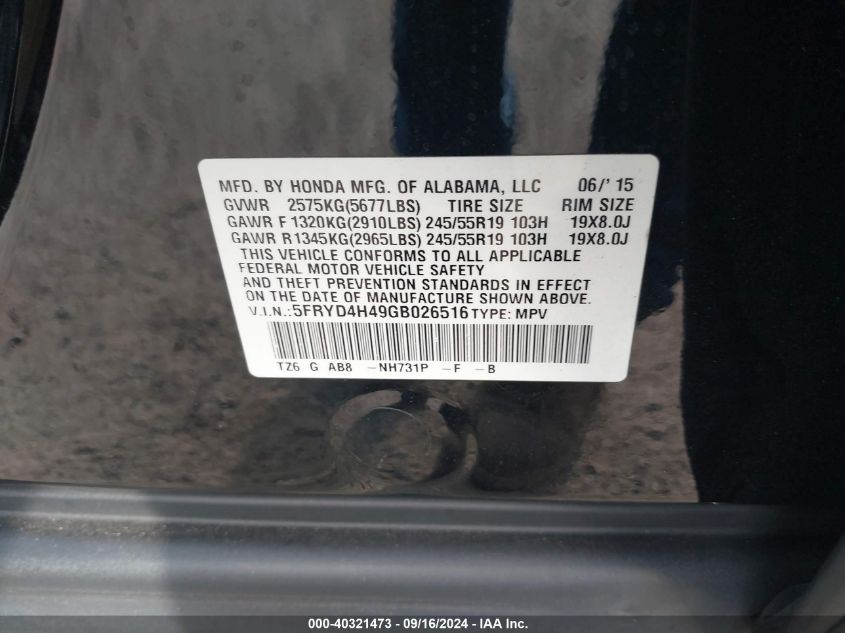 MFD. BY HONDA MFG. OF ALABAMA, LLC 06/' 15
GVWR 2575KG(5677LBS) TIRE SIZE RIM SIZE
GAWR F 1320KG(2910LBS) 245/55R19 103H 19X8.0J
GAWR R 1345KG(2965LBS) 245/55R19 103H 19X8.0J
THIS VEHICLE CONFORMS TO ALL APPLICABLE
FEDERAL MOTOR VEHICLE SAFETY
AND THEFT PREVENTION STANDARDS IN EFFECT
ON THE DATE OF MANUFACTURE SHOWN ABOVE.
V.I.N.: 5FRYD4H49GB026516 TYPE: MPV
TZ6 G AB8 -NH731P -F -B
000-40321473 - 09/16/2024 - IAA Inc.